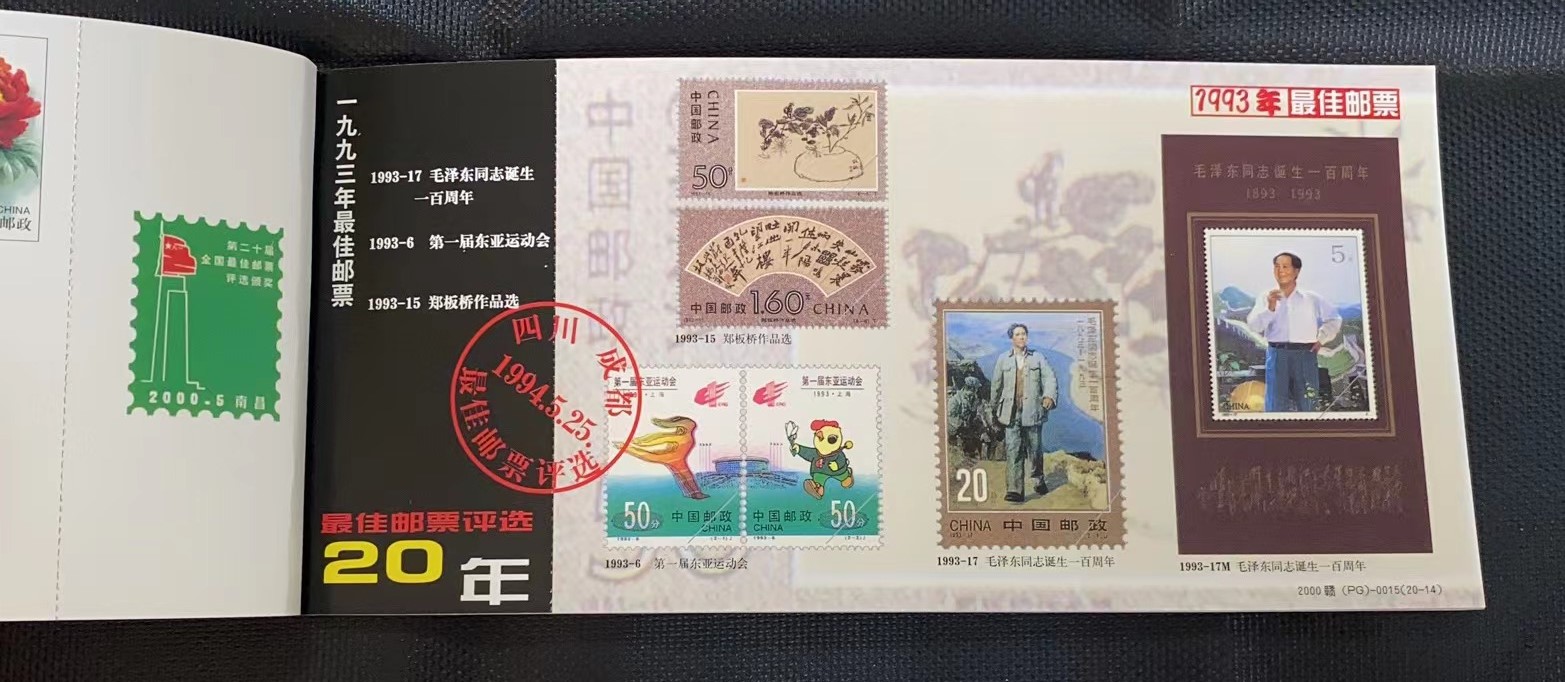 CHINA
邮政
第二十届
全国最佳邮票
评选颁奖
2000.5 南昌
一九九三年最佳邮票
1993-17 毛泽东同志诞生
一百周年
1993-6 第一届东亚运动会
1993-15 郑板桥作品选
四川 成都
1994.5.25.
最佳邮票评选
最佳邮票评选
20年
中国邮政
中国邮政
CHINA
50分
中国邮政 1.60元 CHINA
1993-15 郑板桥作品选
第一届东亚运动会
1993·上海
50分 中国邮政
CHINA
1993-6 (2-2)T
第一届东亚运动会
1993·上海
中国邮政 50分
CHINA
1993-6 第一届东亚运动会
20
CHINA 中国邮政
1993-17 毛泽东同志诞生一百周年
1993年最佳邮票
毛泽东同志诞生一百周年
1893 1993
5元
CHINA
1993-17M 毛泽东同志诞生一百周年
2000 赣 (PG)-0015(20-14)